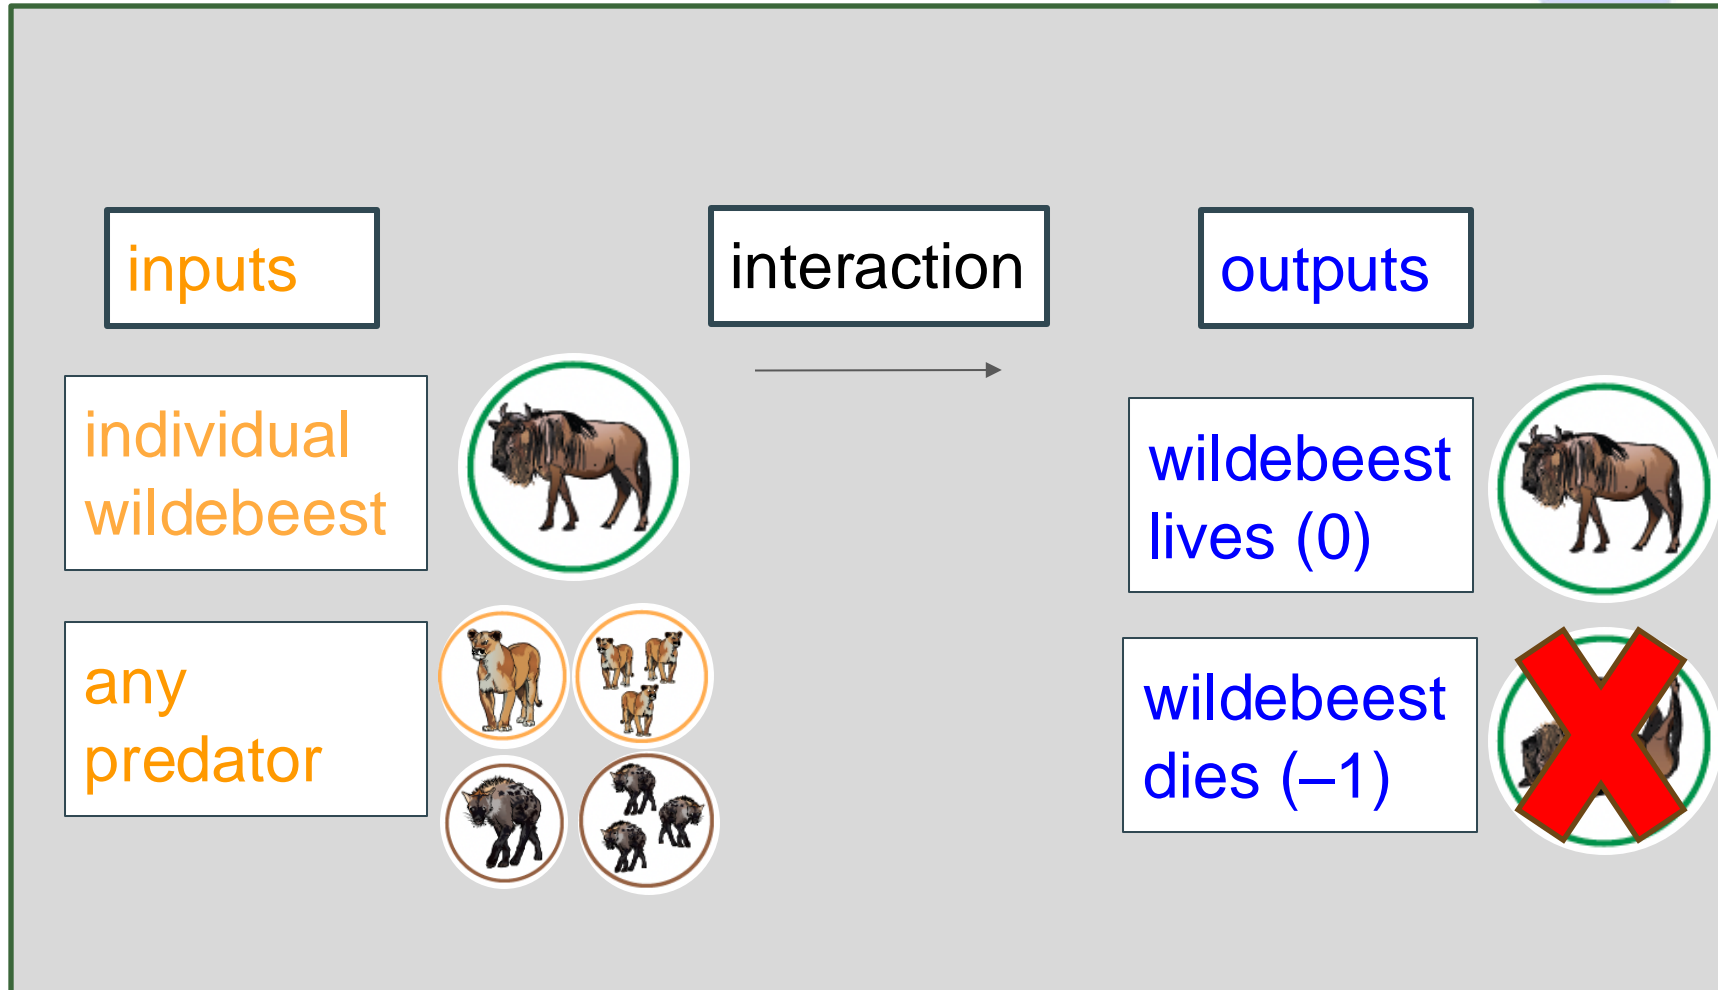 inputs
interaction
outputs
individual
wildebeest
any
predator
wildebeest
lives (0)
wildebeest
dies (–1)